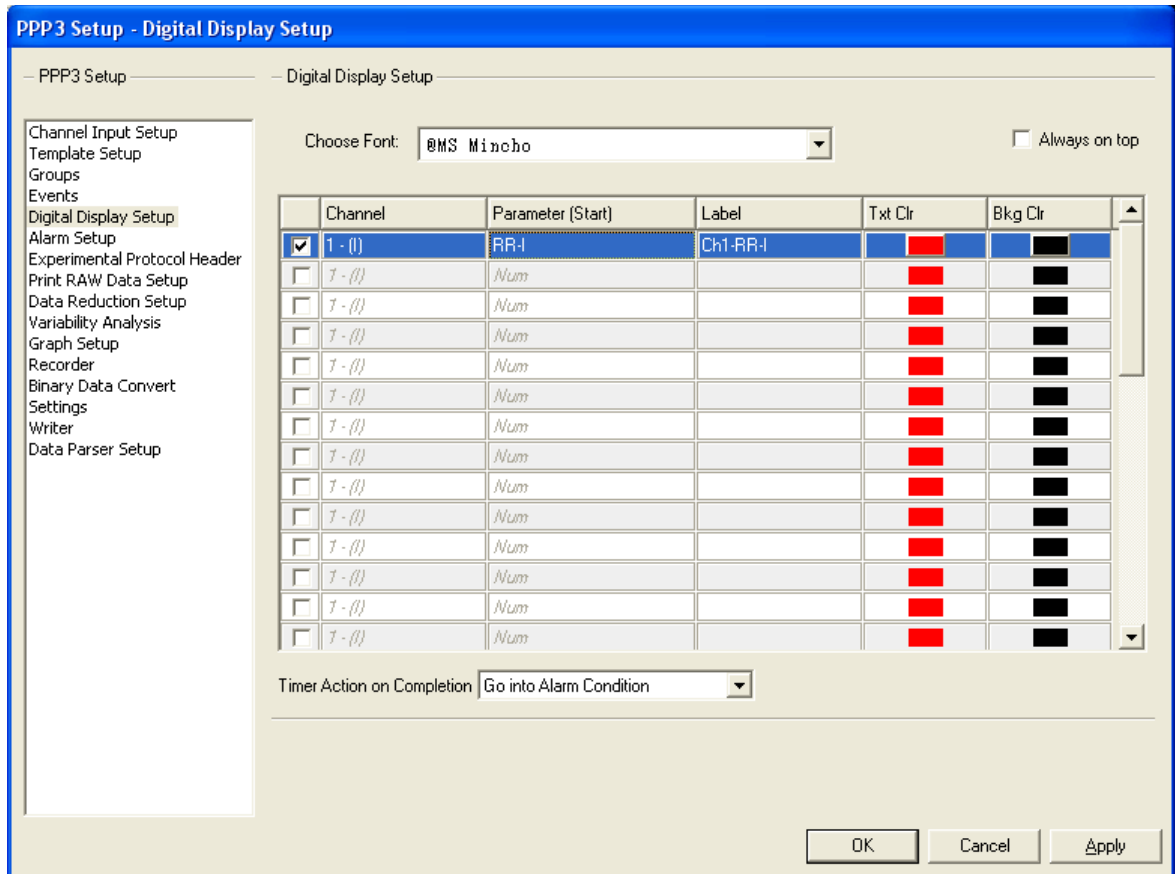 PPP3 Setup - Digital Display Setup
PPP3 Setup
Channel Input Setup
Template Setup
Groups
Events
Digital Display Setup
Alarm Setup
Experimental Protocol Header
Print RAW Data Setup
Data Reduction Setup
Variability Analysis
Graph Setup
Recorder
Binary Data Convert
Settings
Writer
Data Parser Setup
Digital Display Setup
Choose Font: @MS Mincho Always on top
Channel Parameter (Start) Label Txt Clr Bkg Clr
1 - (I) RR-I Ch1-RR-I
1 - (I) Num
1 - (I) Num
1 - (I) Num
1 - (I) Num
1 - (I) Num
1 - (I) Num
1 - (I) Num
1 - (I) Num
1 - (I) Num
1 - (I) Num
1 - (I) Num
1 - (I) Num
1 - (I) Num
Timer Action on Completion Go into Alarm Condition
OK Cancel Apply